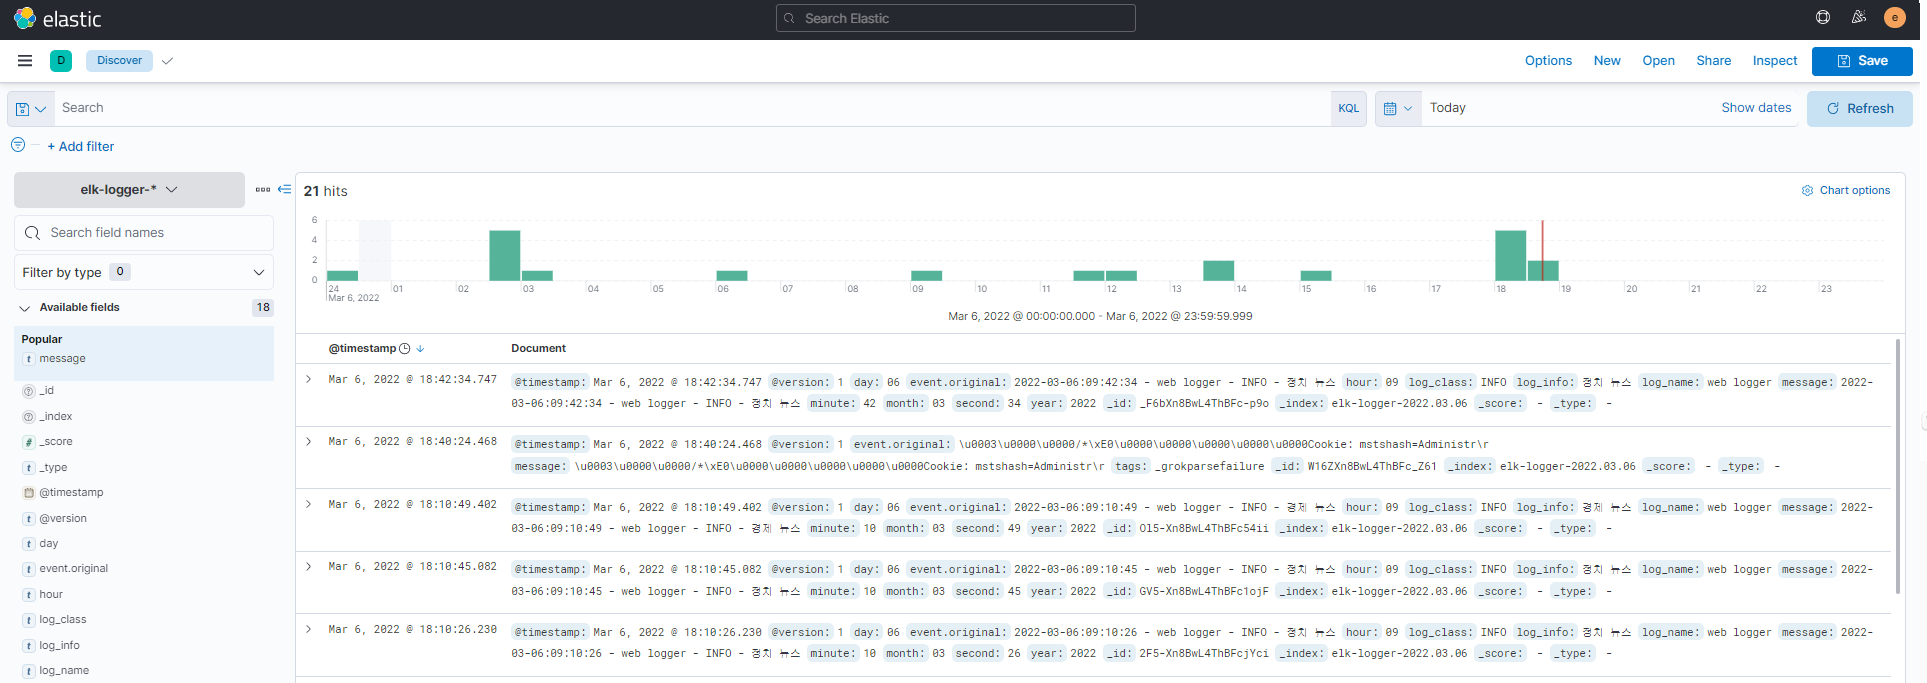 elastic
Search Elastic
e
D
Discover
Options
New
Open
Share
Inspect
Save
Search
KQL
Today
Show dates
Refresh
+ Add filter
elk-logger-*
Search field names
Filter by type 0
Available fields 18
Popular
t message
_id
_index
# _score
t _type
@timestamp
t @version
t day
t event.original
t hour
t log_class
t log_info
t log_name
21 hits
Chart options
6
4
2
0
24 01 02 03 04 05 06 07 08 09 10 11 12 13 14 15 16 17 18 19 20 21 22 23
Mar 6, 2022
Mar 6, 2022 @ 00:00:00.000 - Mar 6, 2022 @ 23:59:59.999
@timestamp Document
Mar 6, 2022 @ 18:42:34.747 @timestamp: Mar 6, 2022 @ 18:42:34.747 @version: 1 day: 06 event.original: 2022-03-06:09:42:34 - web logger - INFO - 정치 뉴스 hour: 09 log_class: INFO log_info: 정치 뉴스 log_name: web logger message: 2022-
03-06:09:42:34 - web logger - INFO - 정치 뉴스 minute: 42 month: 03 second: 34 year: 2022 _id: _F6bXn8BwL4ThBFc-p9o _index: elk-logger-2022.03.06 _score: - _type: -
Mar 6, 2022 @ 18:40:24.468 @timestamp: Mar 6, 2022 @ 18:40:24.468 @version: 1 event.original: \u0003\u0000\u0000/*\xE0\u0000\u0000\u0000\u0000\u0000Cookie: mstshash=Administr\r
message: \u0003\u0000\u0000/*\xE0\u0000\u0000\u0000\u0000\u0000Cookie: mstshash=Administr\r tags: _grokparsefailure _id: W16ZXn8BwL4ThBFc_Z61 _index: elk-logger-2022.03.06 _score: - _type: -
Mar 6, 2022 @ 18:10:49.402 @timestamp: Mar 6, 2022 @ 18:10:49.402 @version: 1 day: 06 event.original: 2022-03-06:09:10:49 - web logger - INFO - 경제 뉴스 hour: 09 log_class: INFO log_info: 경제 뉴스 log_name: web logger message: 2022-
03-06:09:10:49 - web logger - INFO - 경제 뉴스 minute: 10 month: 03 second: 49 year: 2022 _id: Ol5-Xn8BwL4ThBFc54ii _index: elk-logger-2022.03.06 _score: - _type: -
Mar 6, 2022 @ 18:10:45.082 @timestamp: Mar 6, 2022 @ 18:10:45.082 @version: 1 day: 06 event.original: 2022-03-06:09:10:45 - web logger - INFO - 정치 뉴스 hour: 09 log_class: INFO log_info: 정치 뉴스 log_name: web logger message: 2022-
03-06:09:10:45 - web logger - INFO - 정치 뉴스 minute: 10 month: 03 second: 45 year: 2022 _id: GV5-Xn8BwL4ThBFc1ojF _index: elk-logger-2022.03.06 _score: - _type: -
Mar 6, 2022 @ 18:10:26.230 @timestamp: Mar 6, 2022 @ 18:10:26.230 @version: 1 day: 06 event.original: 2022-03-06:09:10:26 - web logger - INFO - 정치 뉴스 hour: 09 log_class: INFO log_info: 정치 뉴스 log_name: web logger message: 2022-
03-06:09:10:26 - web logger - INFO - 정치 뉴스 minute: 10 month: 03 second: 26 year: 2022 _id: 2F5-Xn8BwL4ThBFcjYci _index: elk-logger-2022.03.06 _score: - _type: -